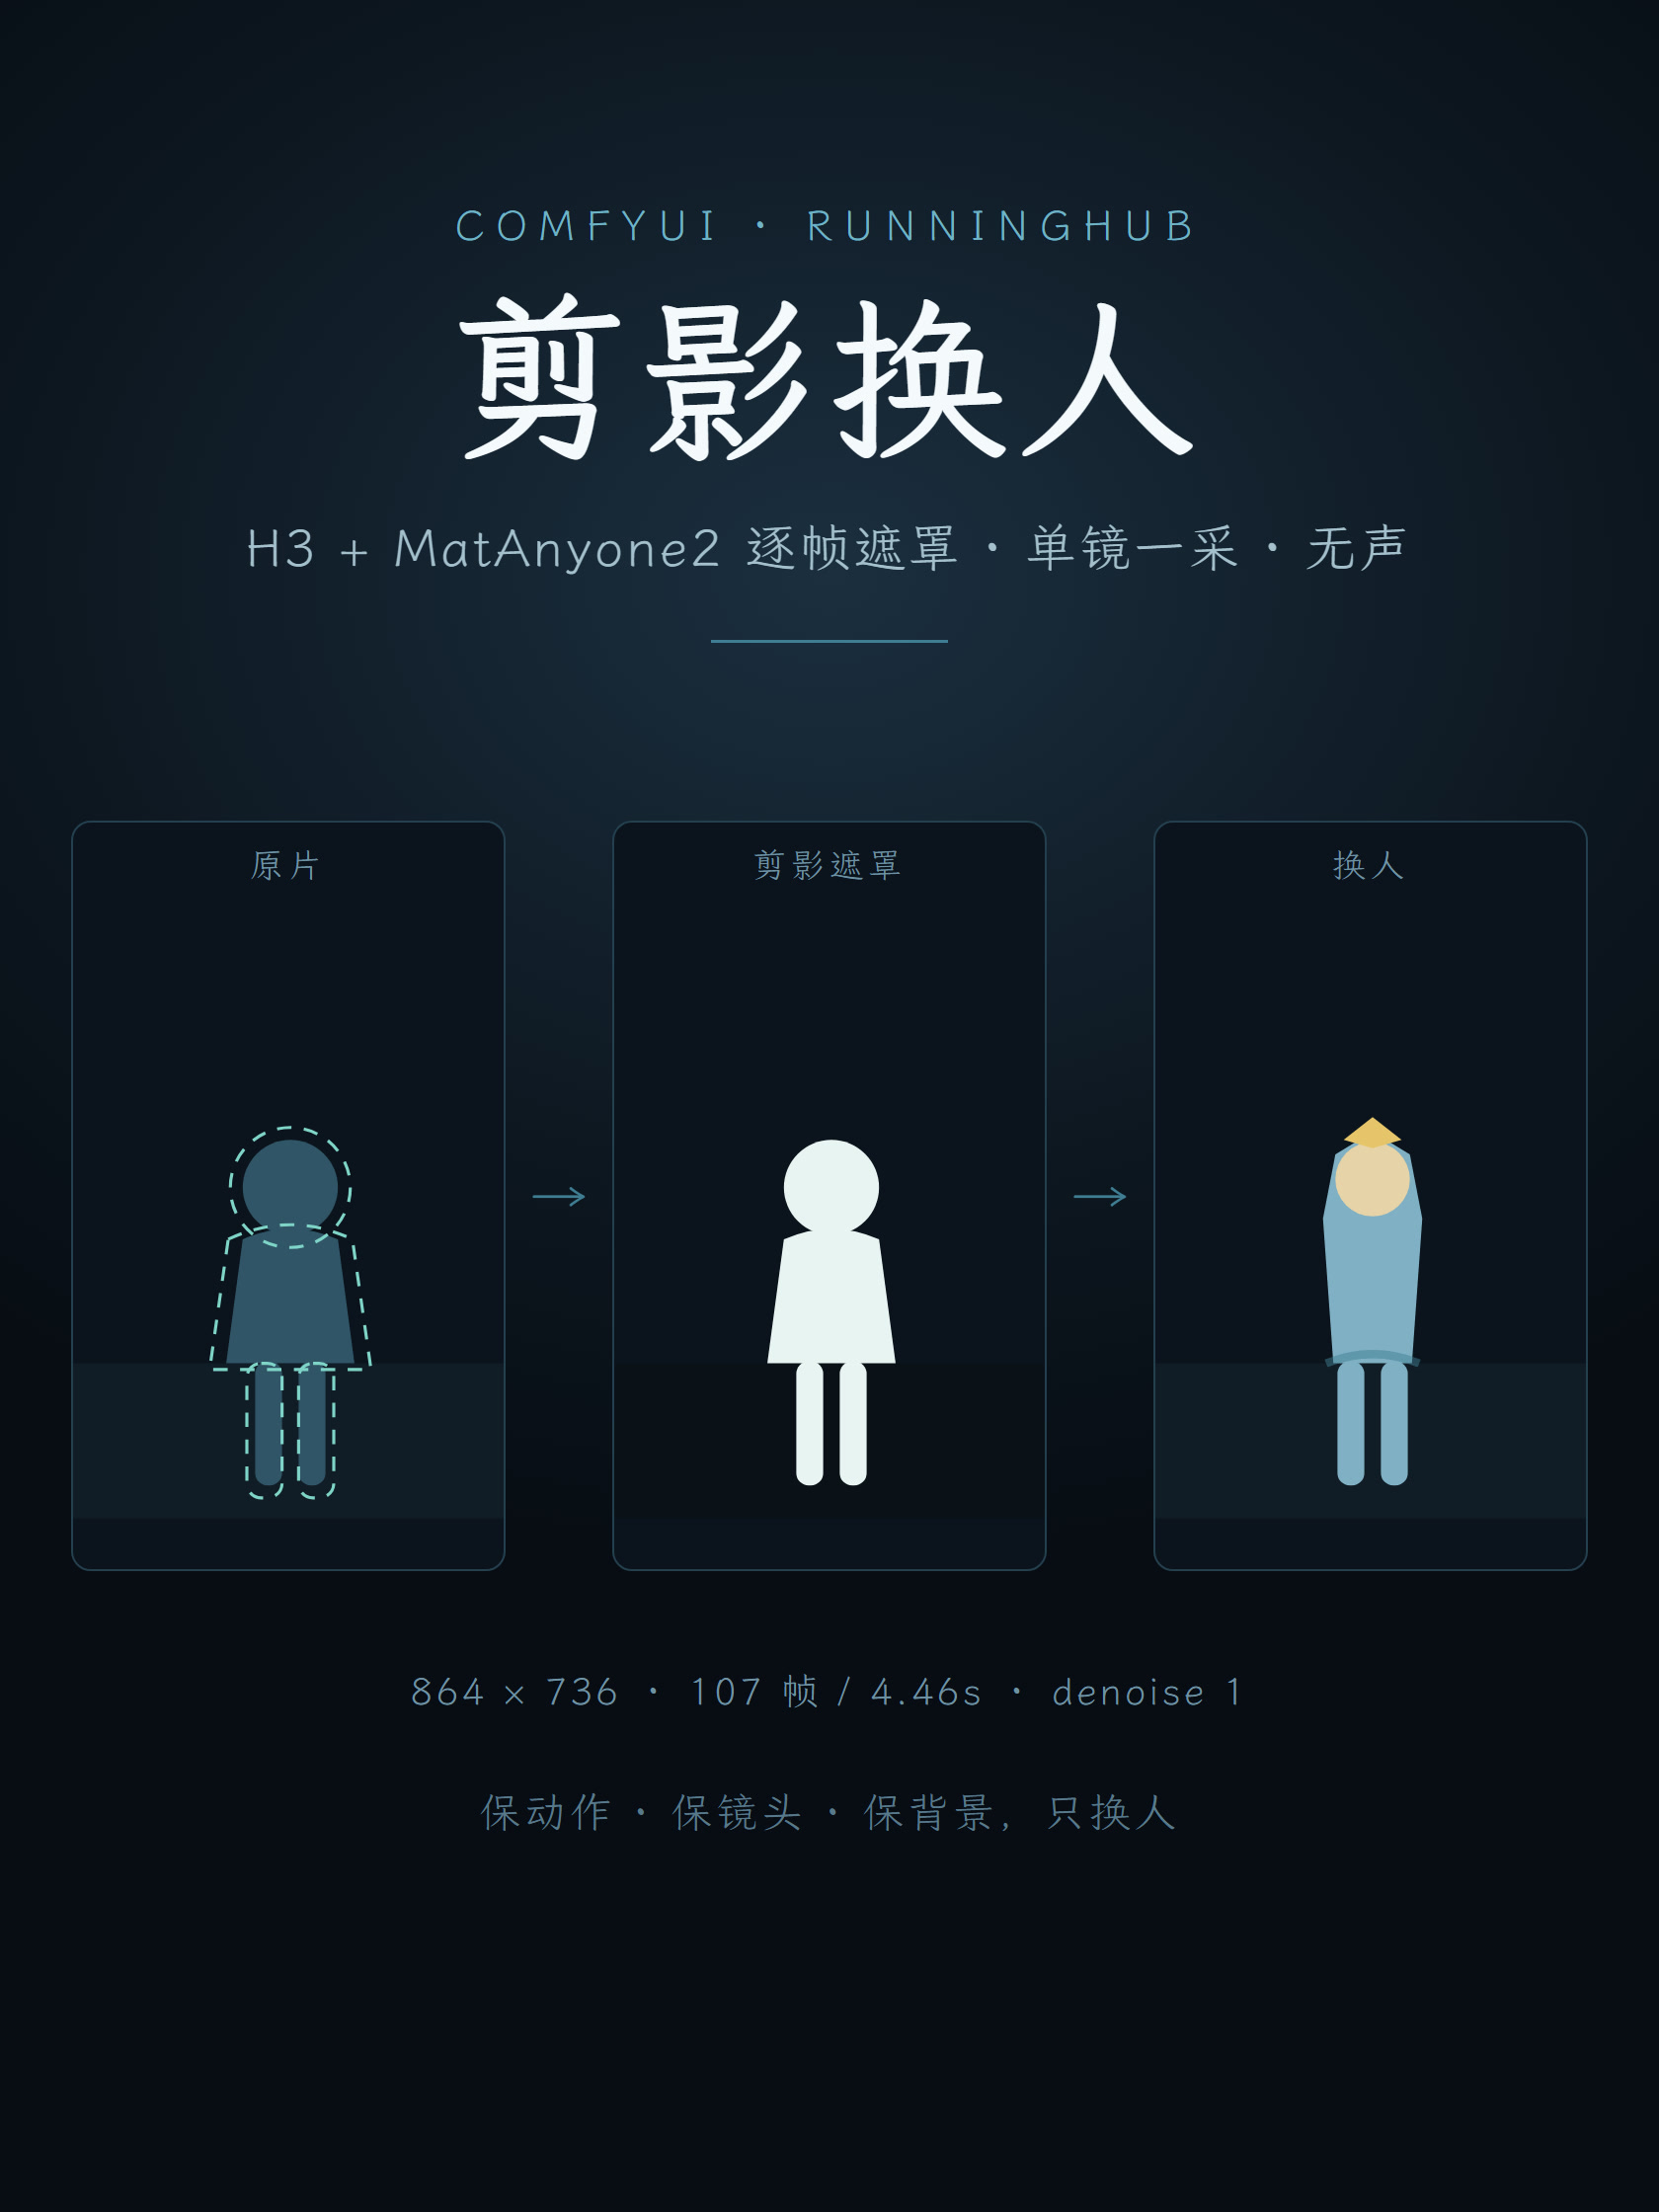 COMFYUI · RUNNINGHUB
剪影换人
H3 + MatAnyone2 逐帧遮罩 · 单镜一采 · 无声
原片
剪影遮罩
换人
864 × 736 · 107 帧 / 4.46s · denoise 1
保动作 · 保镜头 · 保背景，只换人